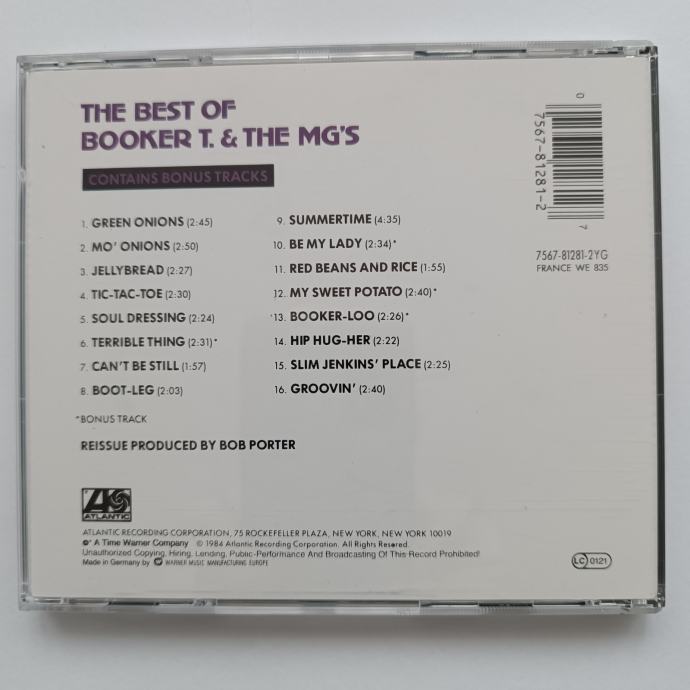 THE BEST OF
BOOKER T. & THE MG'S
CONTAINS BONUS TRACKS
1. GREEN ONIONS (2:45)
2. MO' ONIONS (2:50)
3. JELLYBREAD (2:27)
4. TIC-TAC-TOE (2:30)
5. SOUL DRESSING (2:24)
6. TERRIBLE THING (2:31)*
7. CAN'T BE STILL (1:57)
8. BOOT-LEG (2:03)
9. SUMMERTIME (4:35)
10. BE MY LADY (2:34)*
11. RED BEANS AND RICE (1:55)
12. MY SWEET POTATO (2:40)*
13. BOOKER-LOO (2:26)*
14. HIP HUG-HER (2:22)
15. SLIM JENKINS' PLACE (2:25)
16. GROOVIN' (2:40)
*BONUS TRACK
REISSUE PRODUCED BY BOB PORTER
0 7567-81281-2 7
7567-81281-2YG
FRANCE WE 835
ATLANTIC
ATLANTIC RECORDING CORPORATION, 75 ROCKEFELLER PLAZA, NEW YORK, NEW YORK 10019
A Time Warner Company © 1984 Atlantic Recording Corporation. All Rights Reserved.
Unauthorized Copying, Hiring, Lending, Public-Performance And Broadcasting Of This Record Prohibited!
Made in Germany by WARNER MUSIC MANUFACTURING EUROPE
LC 0121